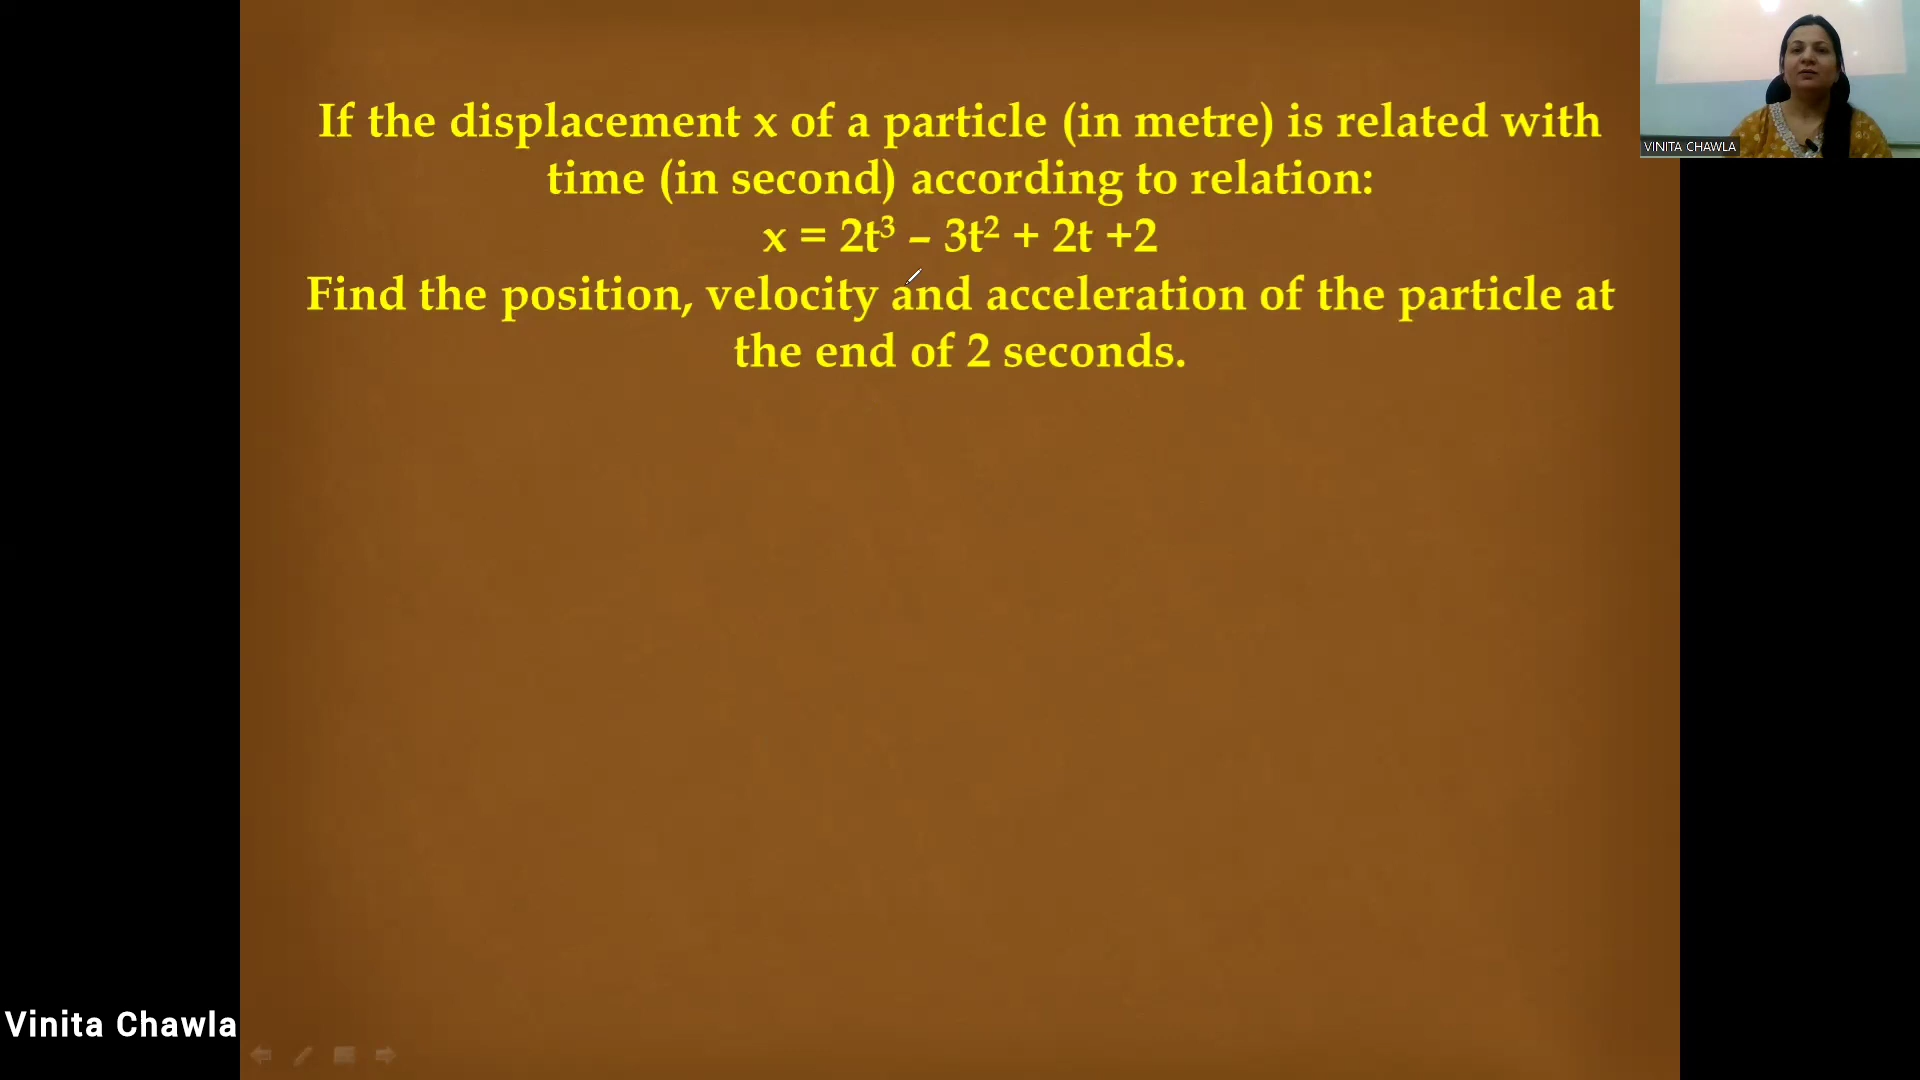 If the displacement x of a particle (in metre) is related with
time (in second) according to relation:
x = 2t³ – 3t² + 2t +2
Find the position, velocity and acceleration of the particle at
the end of 2 seconds.
VINITA CHAWLA
Vinita Chawla